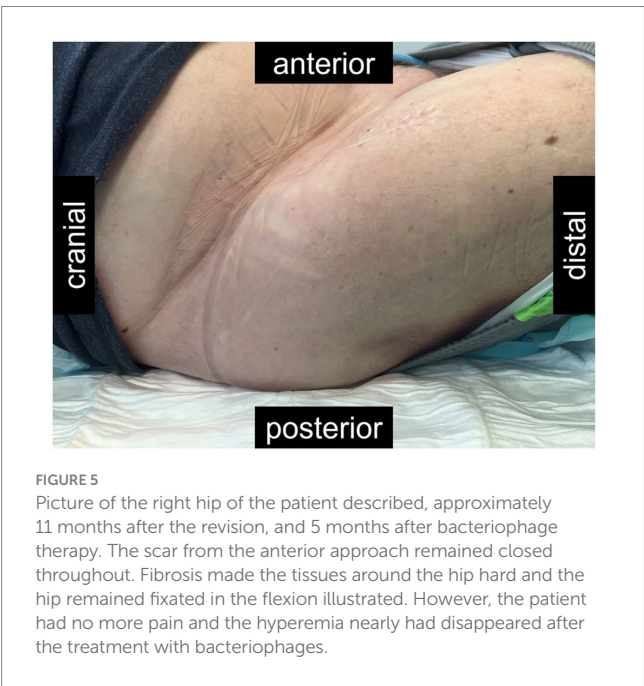 anterior
cranial
distal
posterior
FIGURE 5
Picture of the right hip of the patient described, approximately
11 months after the revision, and 5 months after bacteriophage
therapy. The scar from the anterior approach remained closed
throughout. Fibrosis made the tissues around the hip hard and the
hip remained fixated in the flexion illustrated. However, the patient
had no more pain and the hyperemia nearly had disappeared after
the treatment with bacteriophages.